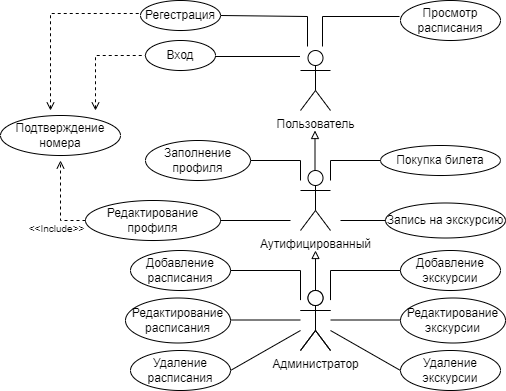 Регестрация
Просмотр
расписания
Вход
Подтверждение
номера
Пользователь
Заполнение
профиля
Покупка билета
Редактирование
профиля
Запись на экскурсию
<<Include>>
Аутифицированный
Добавление
расписания
Добавление
экскурсии
Редактирование
расписания
Редактирование
экскурсии
Удаление
расписания
Администратор
Удаление
экскурсии